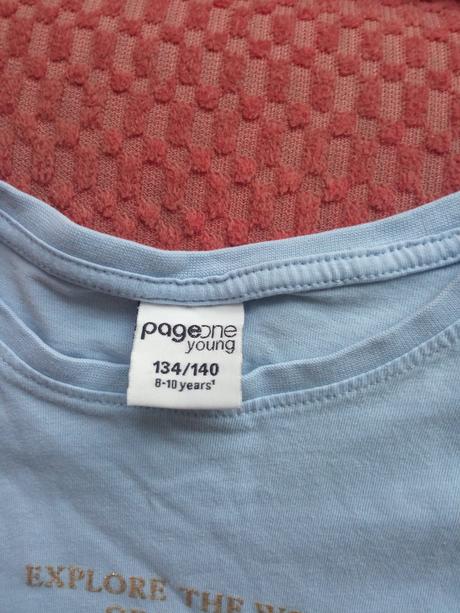 pageone
young
134/140
8-10 years¹
EXPLORE THE